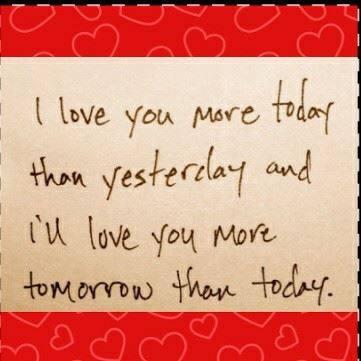 I love you more today
than yesterday and
i'll love you more
tomorrow than today.